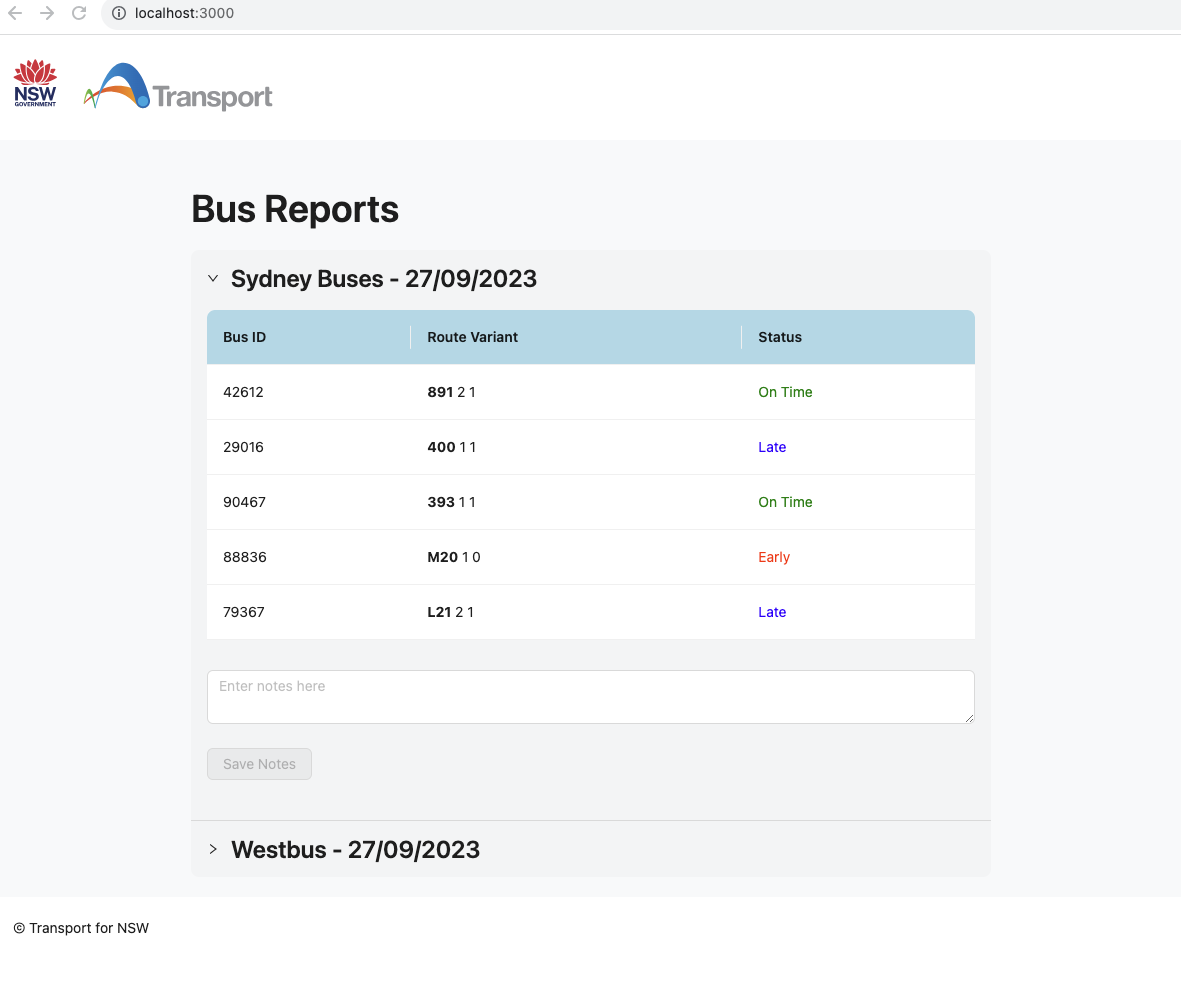 localhost:3000
NSW
GOVERNMENT
Transport
Bus Reports
Sydney Buses - 27/09/2023
Bus ID Route Variant Status
42612 891 2 1 On Time
29016 400 1 1 Late
90467 393 1 1 On Time
88836 M20 1 0 Early
79367 L21 2 1 Late
Enter notes here
Save Notes
Westbus - 27/09/2023
© Transport for NSW